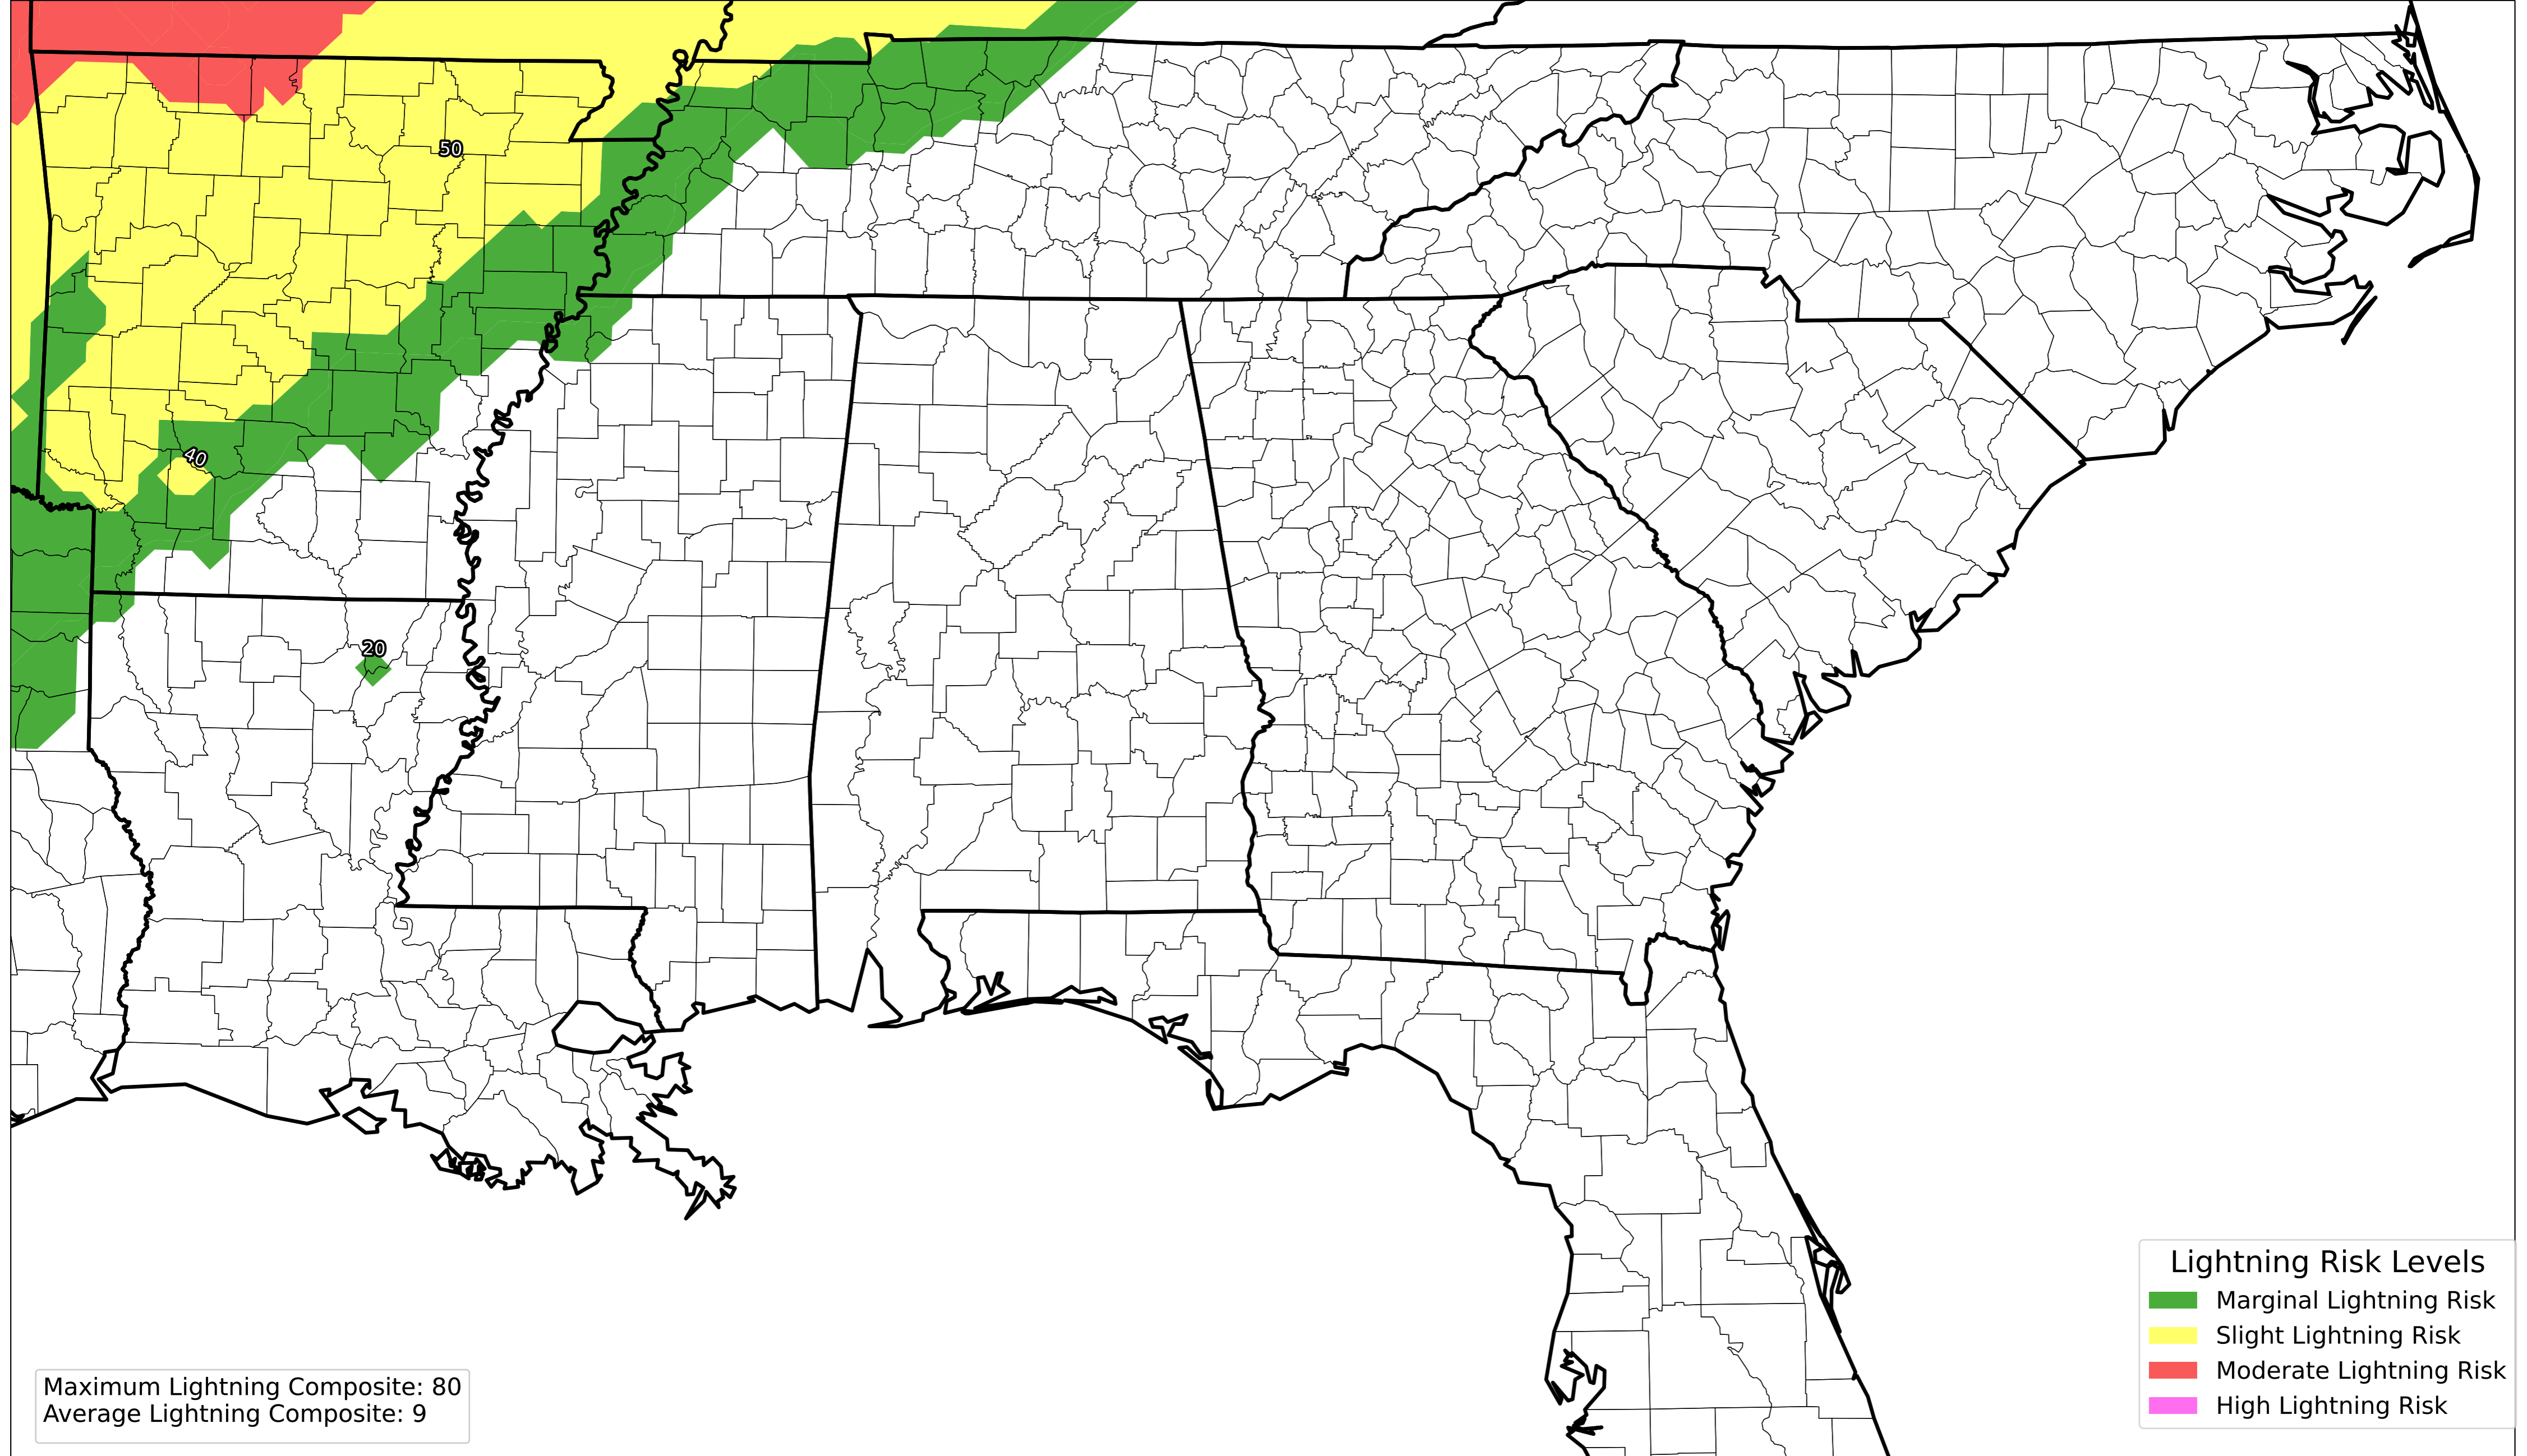 50
40
20
Lightning Risk Levels
Marginal Lightning Risk
Slight Lightning Risk
Moderate Lightning Risk
High Lightning Risk
Maximum Lightning Composite: 80
Average Lightning Composite: 9